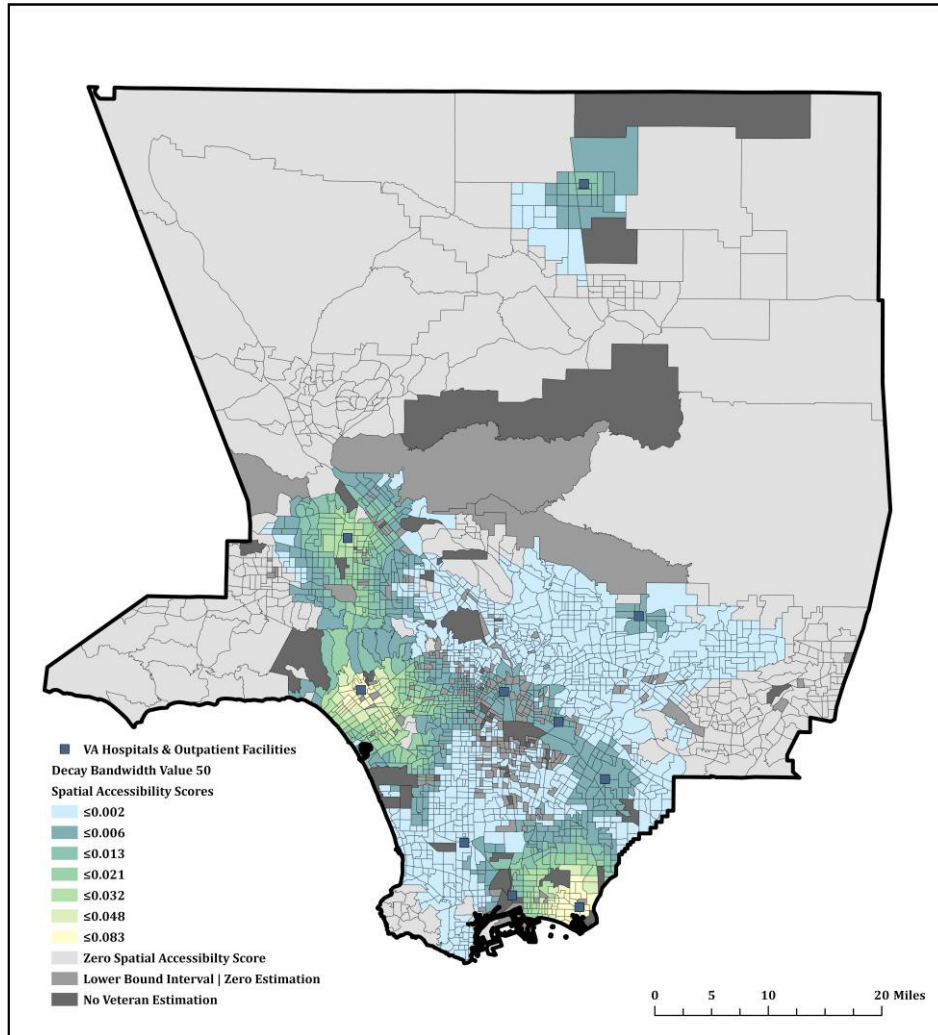 VA Hospitals & Outpatient Facilities
Decay Bandwidth Value 50
Spatial Accessibility Scores
≤0.002
≤0.006
≤0.013
≤0.021
≤0.032
≤0.048
≤0.083
Zero Spatial Accessibilty Score
Lower Bound Interval | Zero Estimation
No Veteran Estimation
0 5 10 20 Miles